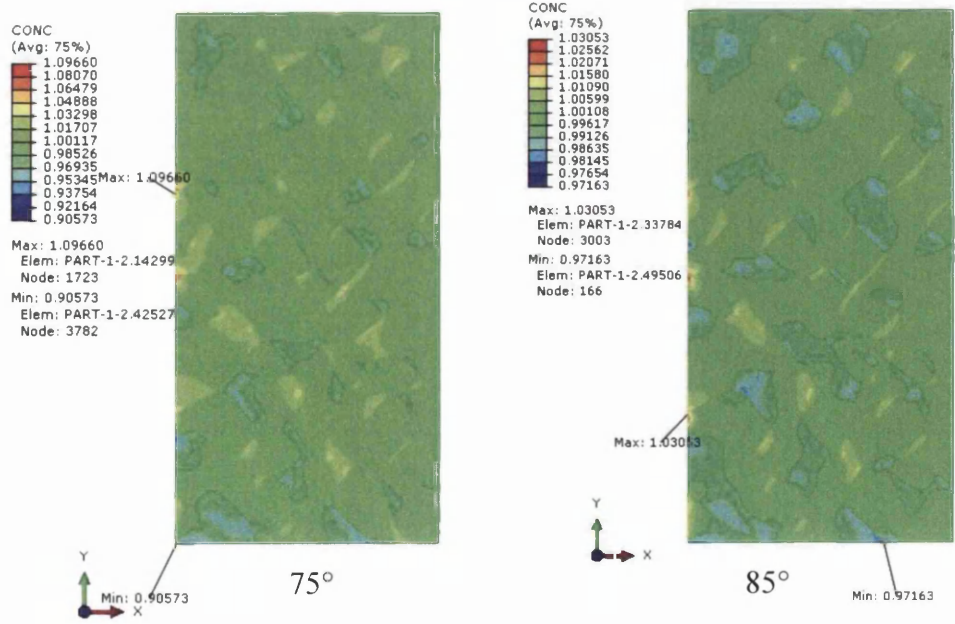 CONC
(Avg: 75%)
1.09660
1.08070
1.06479
1.04888
1.03298
1.01707
1.00117
0.98526
0.96935
0.95345
0.93754
0.92164
0.90573
Max: 1.09660
Max: 1.09660
Elem: PART-1-2.14299
Node: 1723
Min: 0.90573
Elem: PART-1-2.42527
Node: 3782
Y
X
Min: 0.90573
75°
CONC
(Avg: 75%)
1.03053
1.02562
1.02071
1.01580
1.01090
1.00599
1.00108
0.99617
0.99126
0.98635
0.98145
0.97654
0.97163
Max: 1.03053
Elem: PART-1-2.33784
Node: 3003
Min: 0.97163
Elem: PART-1-2.49506
Node: 166
Max: 1.03053
Y
X
85°
Min: 0.97163